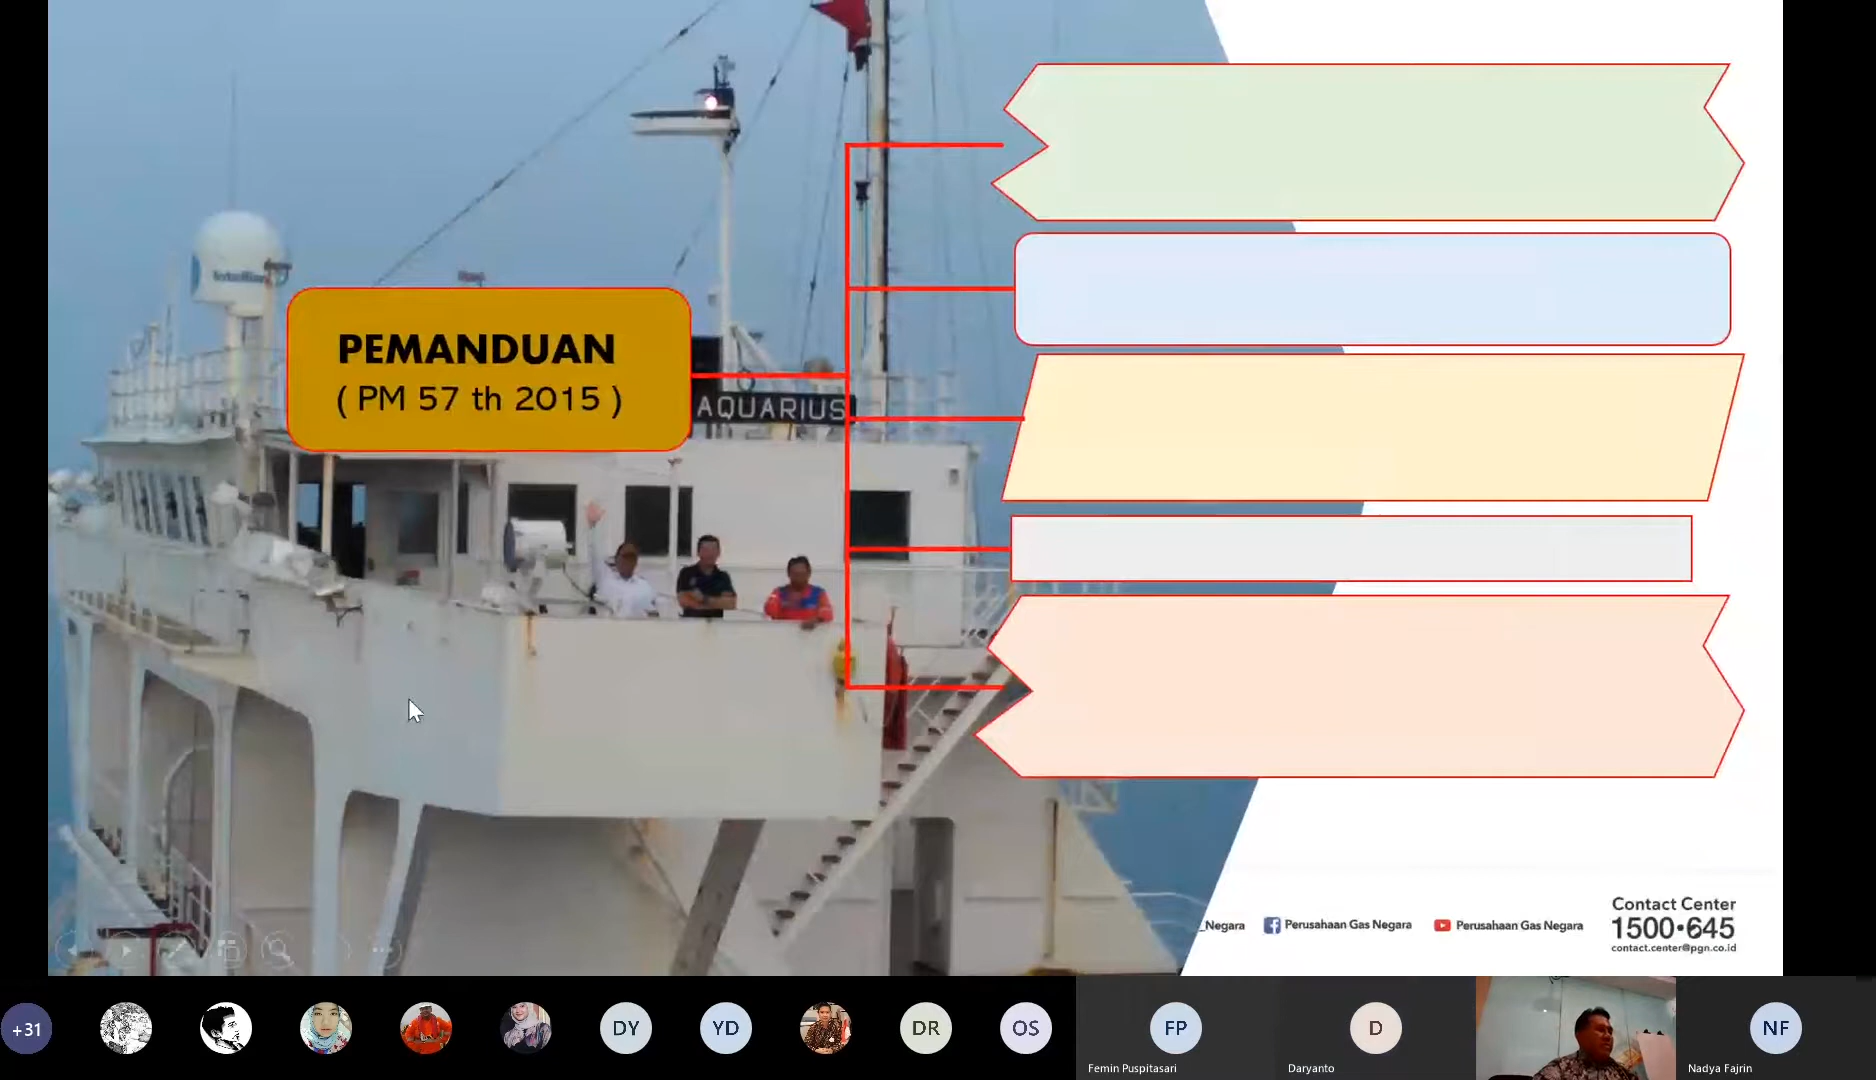 PEMANDUAN
( PM 57 th 2015 )
AQUARIUS
_Negara
Perusahaan Gas Negara
Perusahaan Gas Negara
Contact Center
1500•645
contact.center@pgn.co.id
+31
DY
YD
DR
OS
FP
D
NF
Femin Puspitasari
Daryanto
Nadya Fajrin